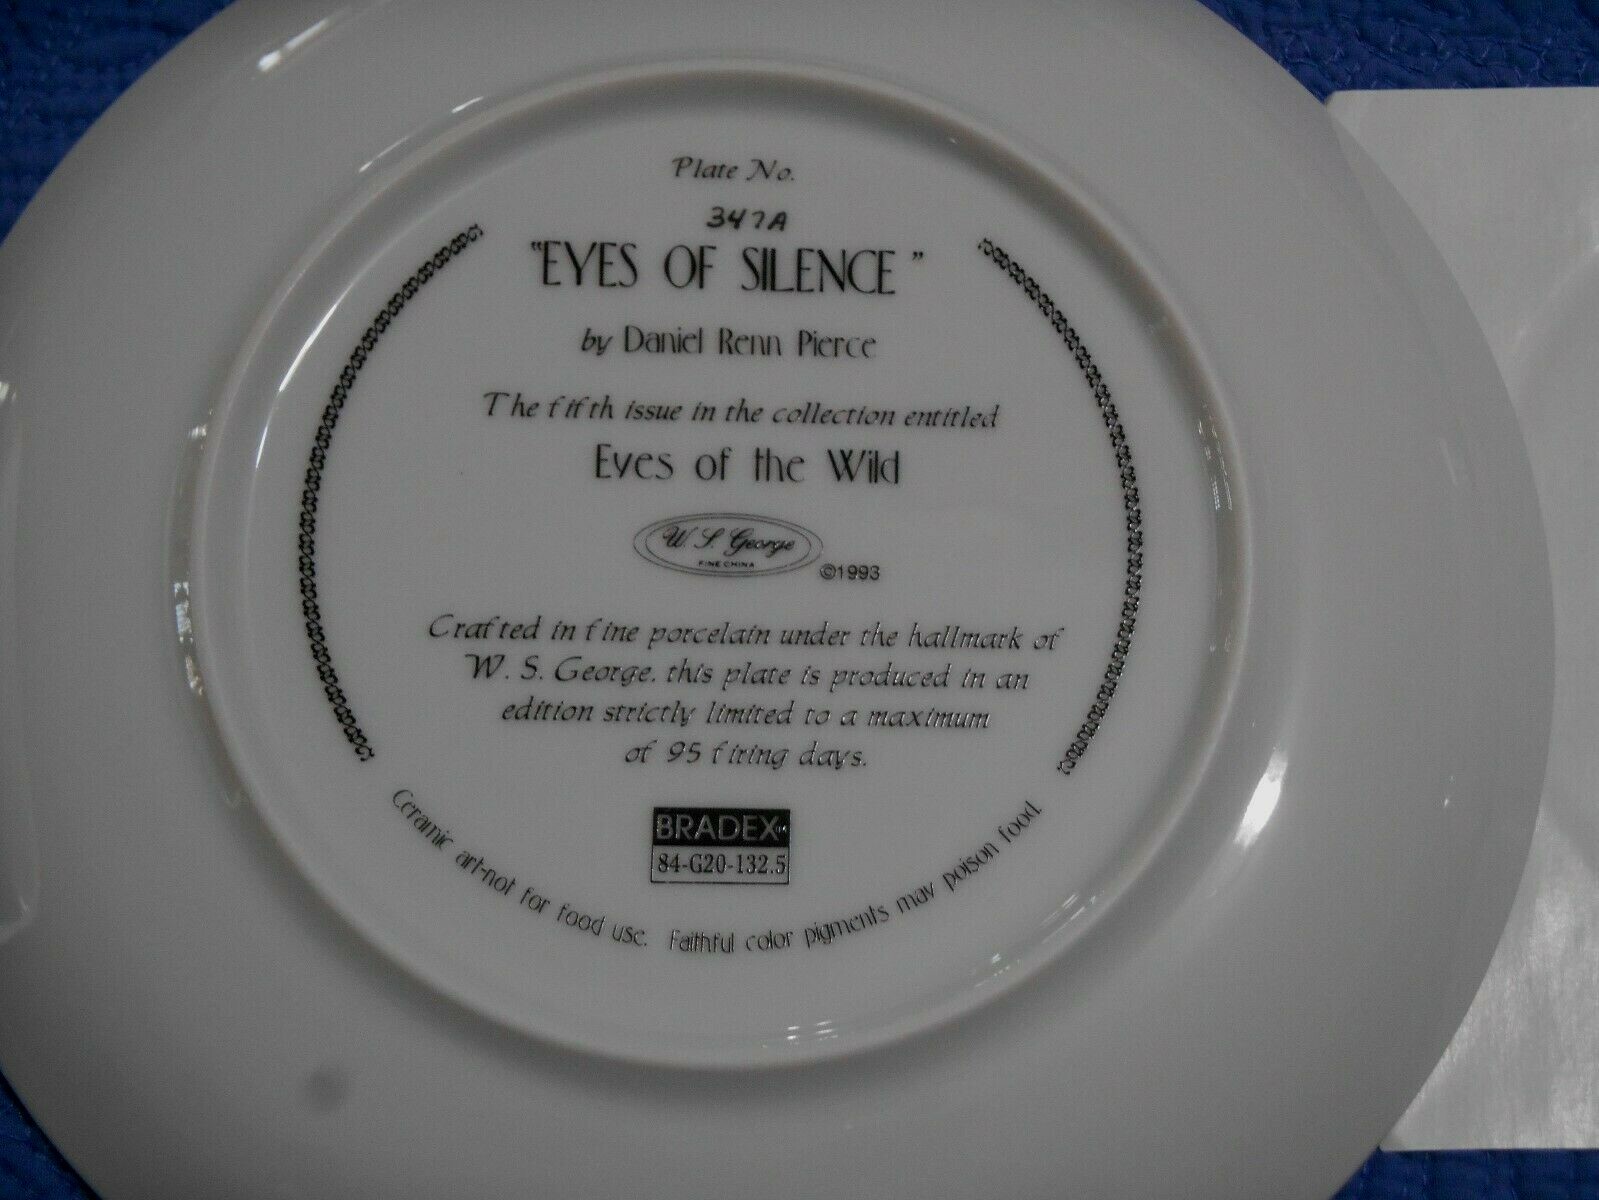 Plate No.
347A
"EYES OF SILENCE"
by Daniel Renn Pierce
The fifth issue in the collection entitled
Eyes of the Wild
W. S. George
FINE CHINA
©1993
Crafted in fine porcelain under the hallmark of
W. S. George, this plate is produced in an
edition strictly limited to a maximum
of 95 firing days.
BRADEX
84-G20-132.5
Ceramic art-not for food use. Faithful color pigments may poison food.